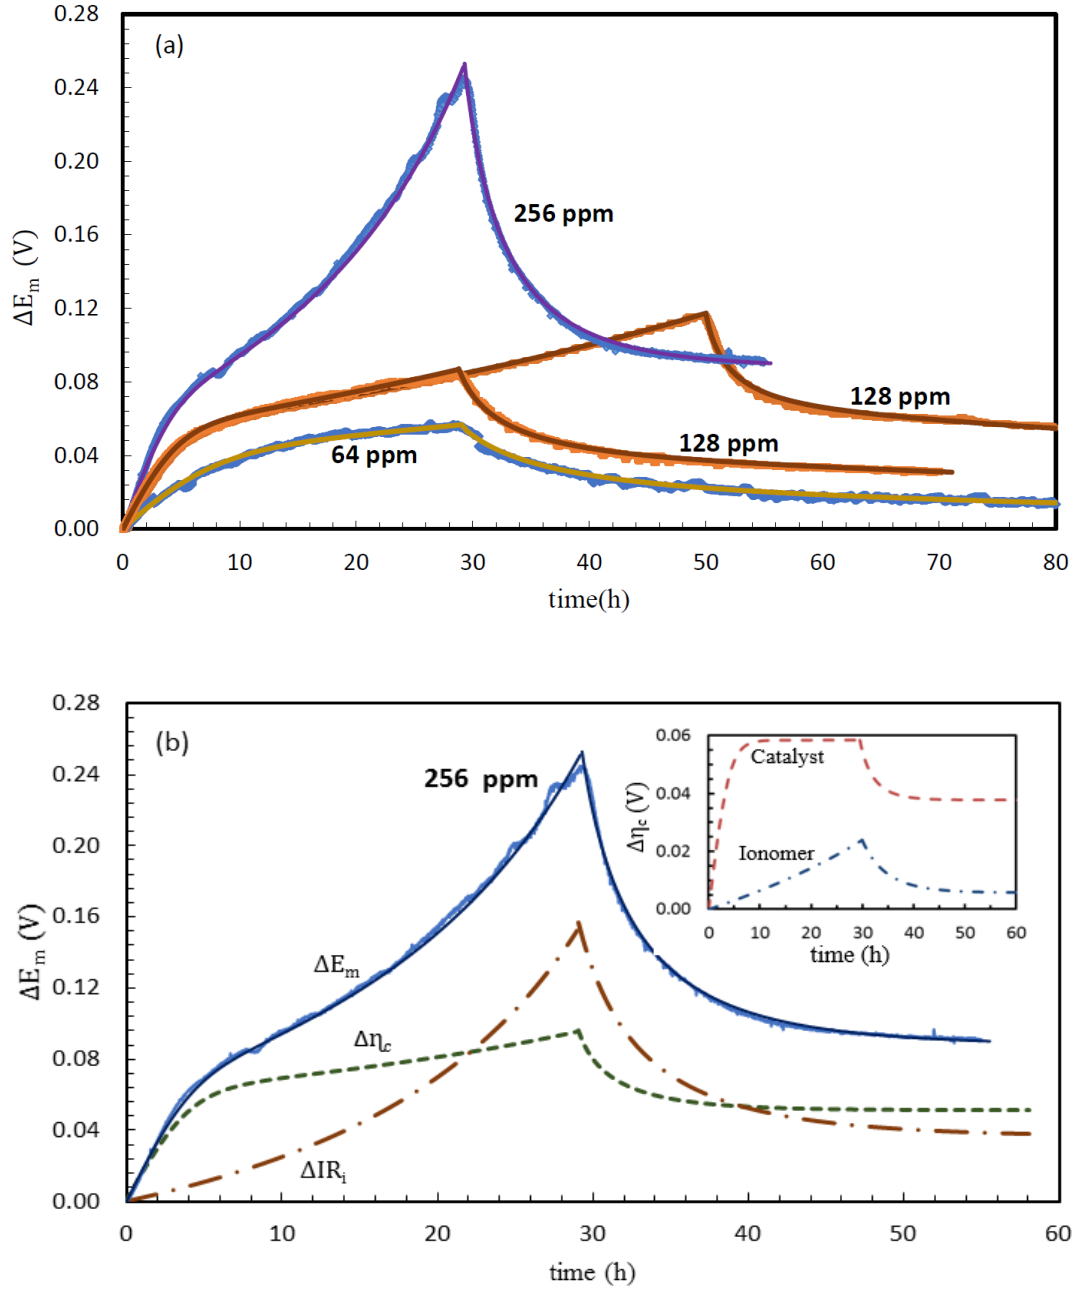 (a)
0.28
0.24
0.20
0.16
0.12
0.08
0.04
0.00
ΔEm (V)
256 ppm
128 ppm
128 ppm
64 ppm
0 10 20 30 40 50 60 70 80
time(h)
(b)
0.28
0.24
0.20
0.16
0.12
0.08
0.04
0.00
ΔEm (V)
256 ppm
ΔEm
Δηc
ΔIRi
0.06
0.04
0.02
0.00
Δηc (V)
Catalyst
Ionomer
0 10 20 30 40 50 60
time (h)
0 10 20 30 40 50 60
time (h)